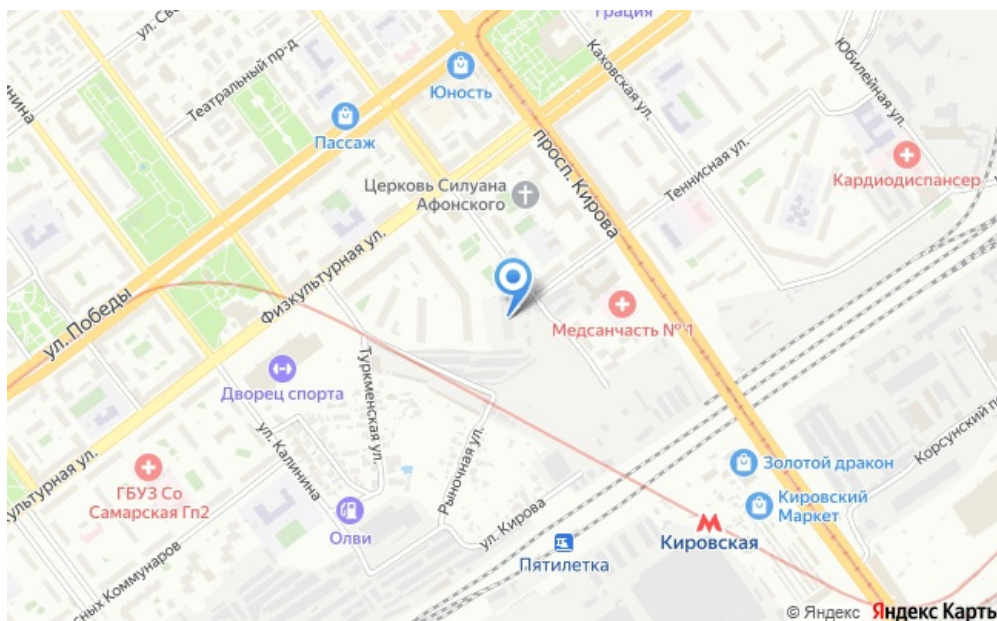 ул. Св
Театральный пр-д
Юность
Пассаж
Грация
Каховская ул.
Юбилейная ул.
просп. Кирова
Теннисная ул.
Кардиодиспансер
Церковь Силуана
Афонского
Физкультурная ул.
ул. Победы
Медсанчасть № 1
Дворец спорта
Туркменская ул.
ул. Калинина
Рыночная ул.
ГБУЗ Со
Самарская Гп2
Олви
ул. Кирова
Пятилетка
Кировская
Золотой дракон
Кировский
Маркет
Корсунский п
культурная ул.
ных Коммунаров
© Яндекс Яндекс Карты